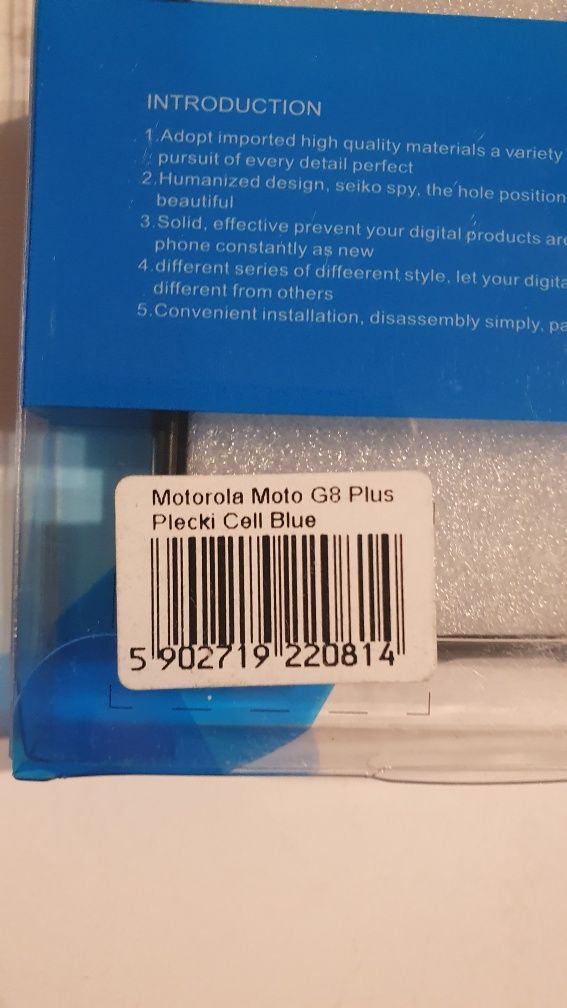 INTRODUCTION
1.Adopt imported high quality materials a variety
pursuit of every detail perfect
2.Humanized design, seiko spy, the hole position
beautiful
3.Solid, effective prevent your digital products are
phone constantly as new
4.different series of diffeerent style, let your digita
different from others
5.Convenient installation, disassembly simply, pa
Motorola Moto G8 Plus
Plecki Cell Blue
5 902719 220814